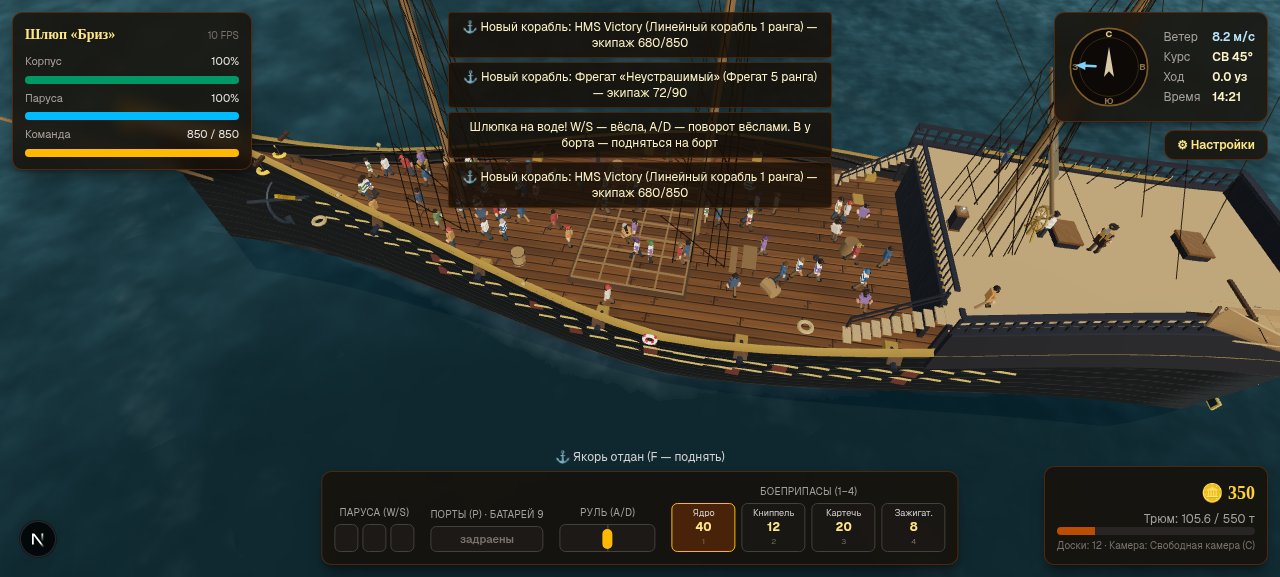 Шлюп «Бриз» 10 FPS
Корпус 100%
Паруса 100%
Команда 850 / 850
⚓ Новый корабль: HMS Victory (Линейный корабль 1 ранга) —
экипаж 680/850
⚓ Новый корабль: Фрегат «Неустрашимый» (Фрегат 5 ранга)
— экипаж 72/90
Шлюпка на воде! W/S — вёсла, A/D — поворот вёслами. В у
борта — подняться на борт
⚓ Новый корабль: HMS Victory (Линейный корабль 1 ранга) —
экипаж 680/850
С
З В
Ю
Ветер 8.2 м/с
Курс СВ 45°
Ход 0.0 уз
Время 14:21
⚙ Настройки
⚓ Якорь отдан (F — поднять)
ПАРУСА (W/S)
ПОРТЫ (P) · БАТАРЕЙ 9
задраены
РУЛЬ (A/D)
БОЕПРИПАСЫ (1–4)
Ядро
40
1
Книппель
12
2
Картечь
20
3
Зажигат.
8
4
350
Трюм: 105.6 / 550 т
Доски: 12 · Камера: Свободная камера (C)
N